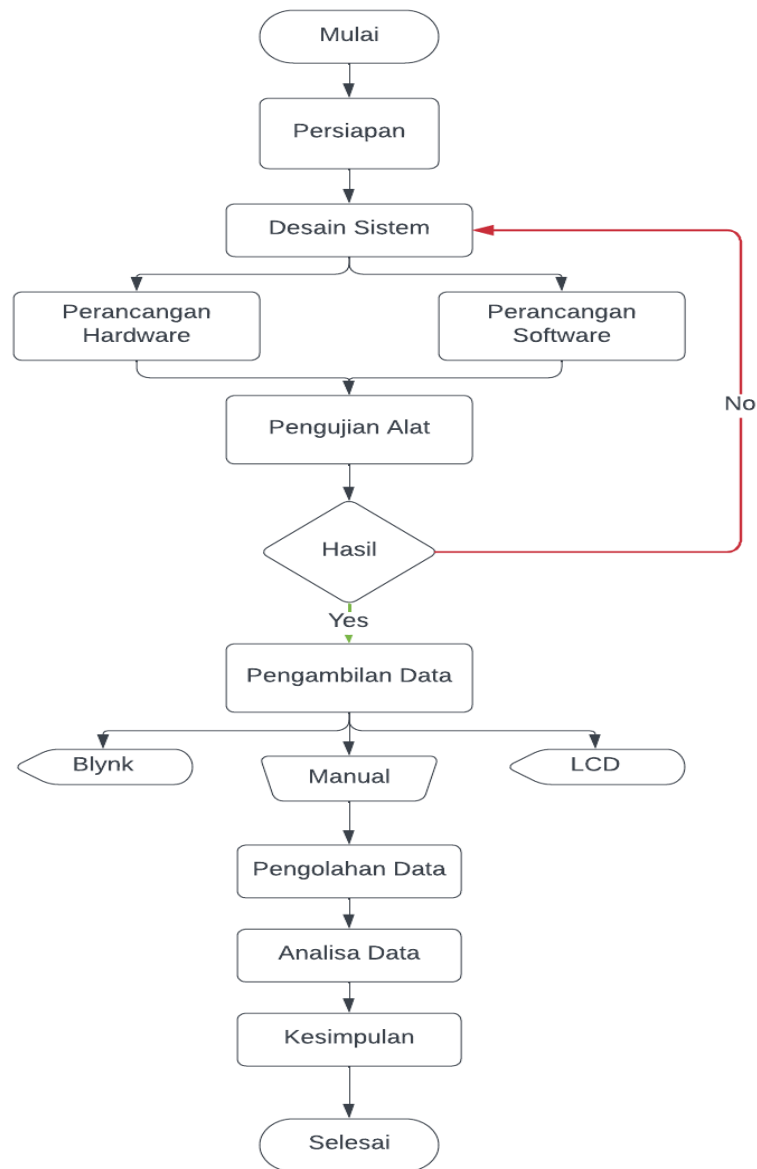 Mulai
Persiapan
Desain Sistem
Perancangan
Hardware
Perancangan
Software
No
Pengujian Alat
Hasil
Yes
Pengambilan Data
Blynk
Manual
LCD
Pengolahan Data
Analisa Data
Kesimpulan
Selesai